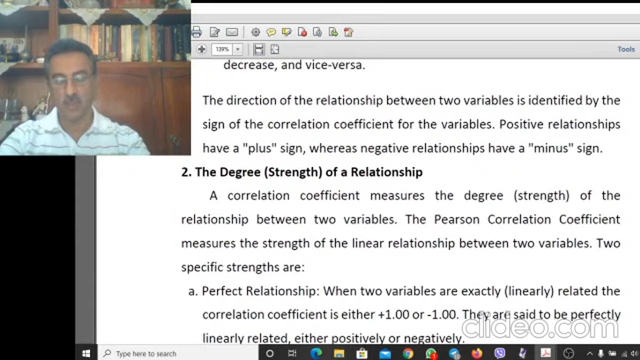 139%
Tools
decrease, and vice-versa.
The direction of the relationship between two variables is identified by the
sign of the correlation coefficient for the variables. Positive relationships
have a "plus" sign, whereas negative relationships have a "minus" sign.
2. The Degree (Strength) of a Relationship
A correlation coefficient measures the degree (strength) of the
relationship between two variables. The Pearson Correlation Coefficient
measures the strength of the linear relationship between two variables. Two
specific strengths are:
a. Perfect Relationship: When two variables are exactly (linearly) related the
correlation coefficient is either +1.00 or -1.00. They are said to be perfectly
linearly related, either positively or negatively.
clideo.com
Type here to search